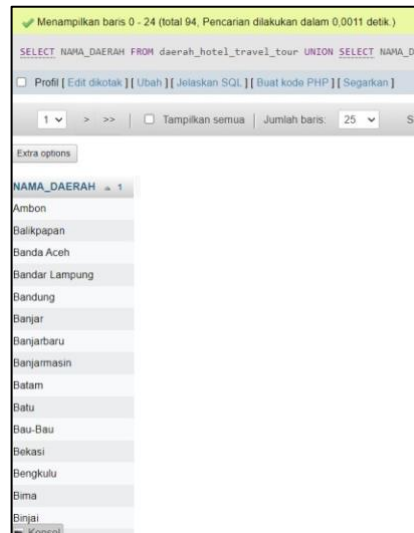 Menampilkan baris 0 - 24 (total 94, Pencarian dilakukan dalam 0,0011 detik.)
SELECT NAMA_DAERAH FROM daerah_hotel_travel_tour UNION SELECT NAMA_D
Profil [ Edit dikotak ] [ Ubah ] [ Jelaskan SQL ] [ Buat kode PHP ] [ Segarkan ]
1 > >> Tampilkan semua Jumlah baris: 25 S
Extra options
NAMA_DAERAH 1
Ambon
Balikpapan
Banda Aceh
Bandar Lampung
Bandung
Banjar
Banjarbaru
Banjarmasin
Batam
Batu
Bau-Bau
Bekasi
Bengkulu
Bima
Binjai
Konsol